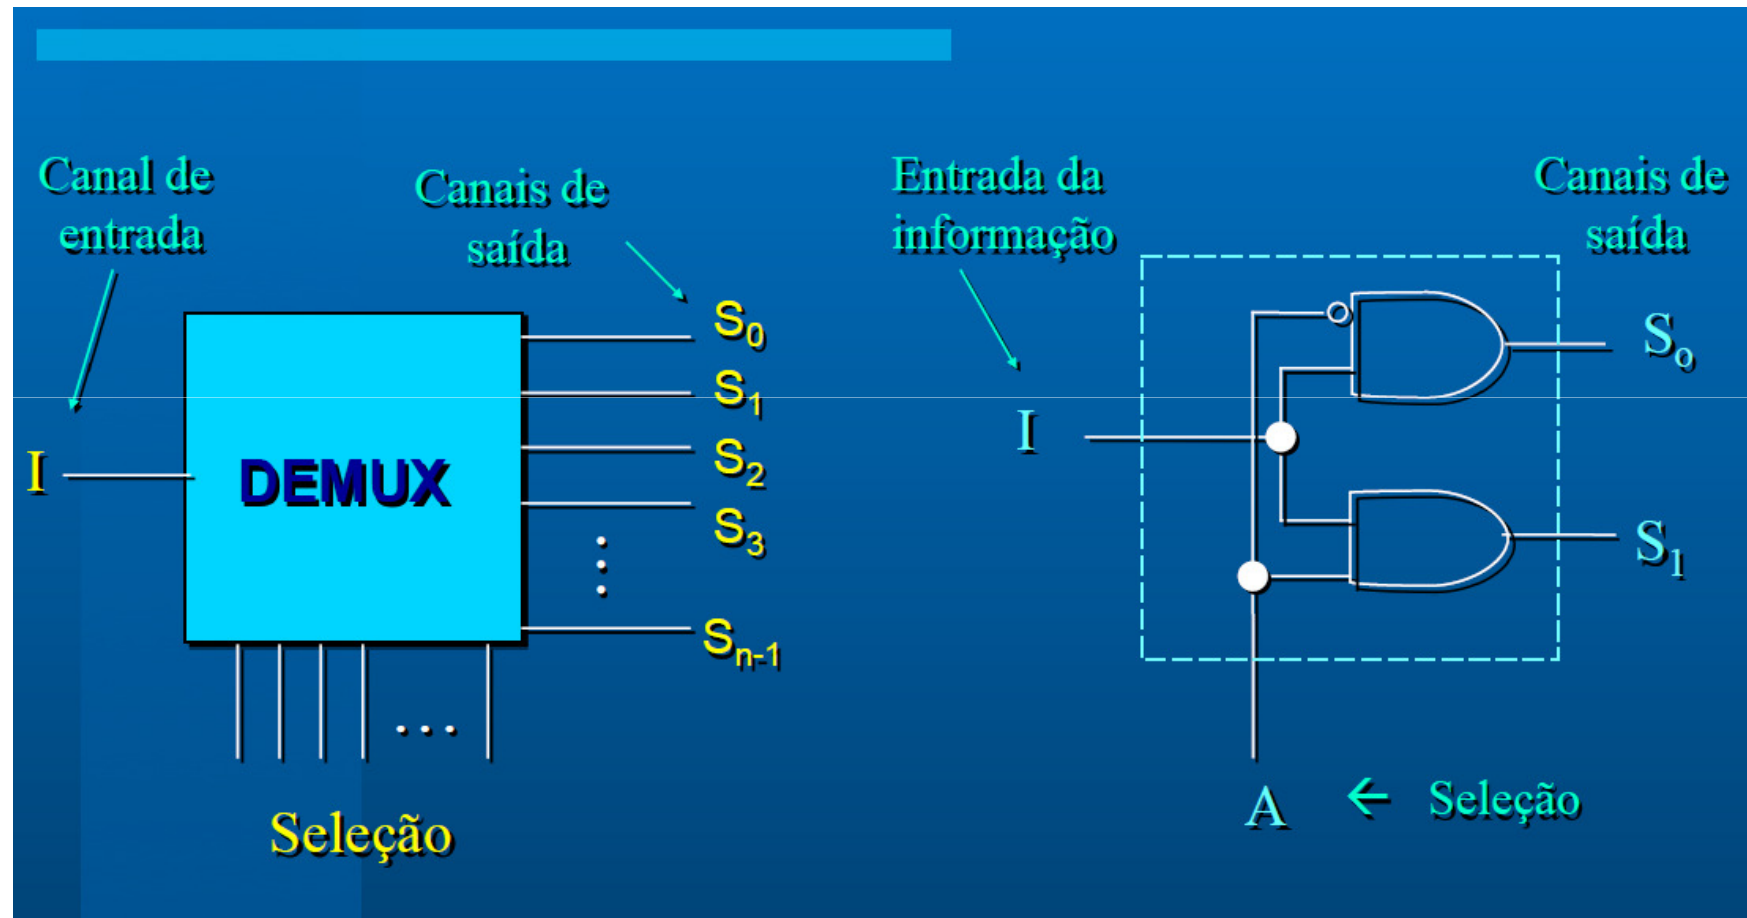 Canal de
entrada
Canais de
saída
I
DEMUX
S0
S1
S2
S3
Sn-1
Seleção
Entrada da
informação
Canais de
saída
I
So
S1
A ← Seleção